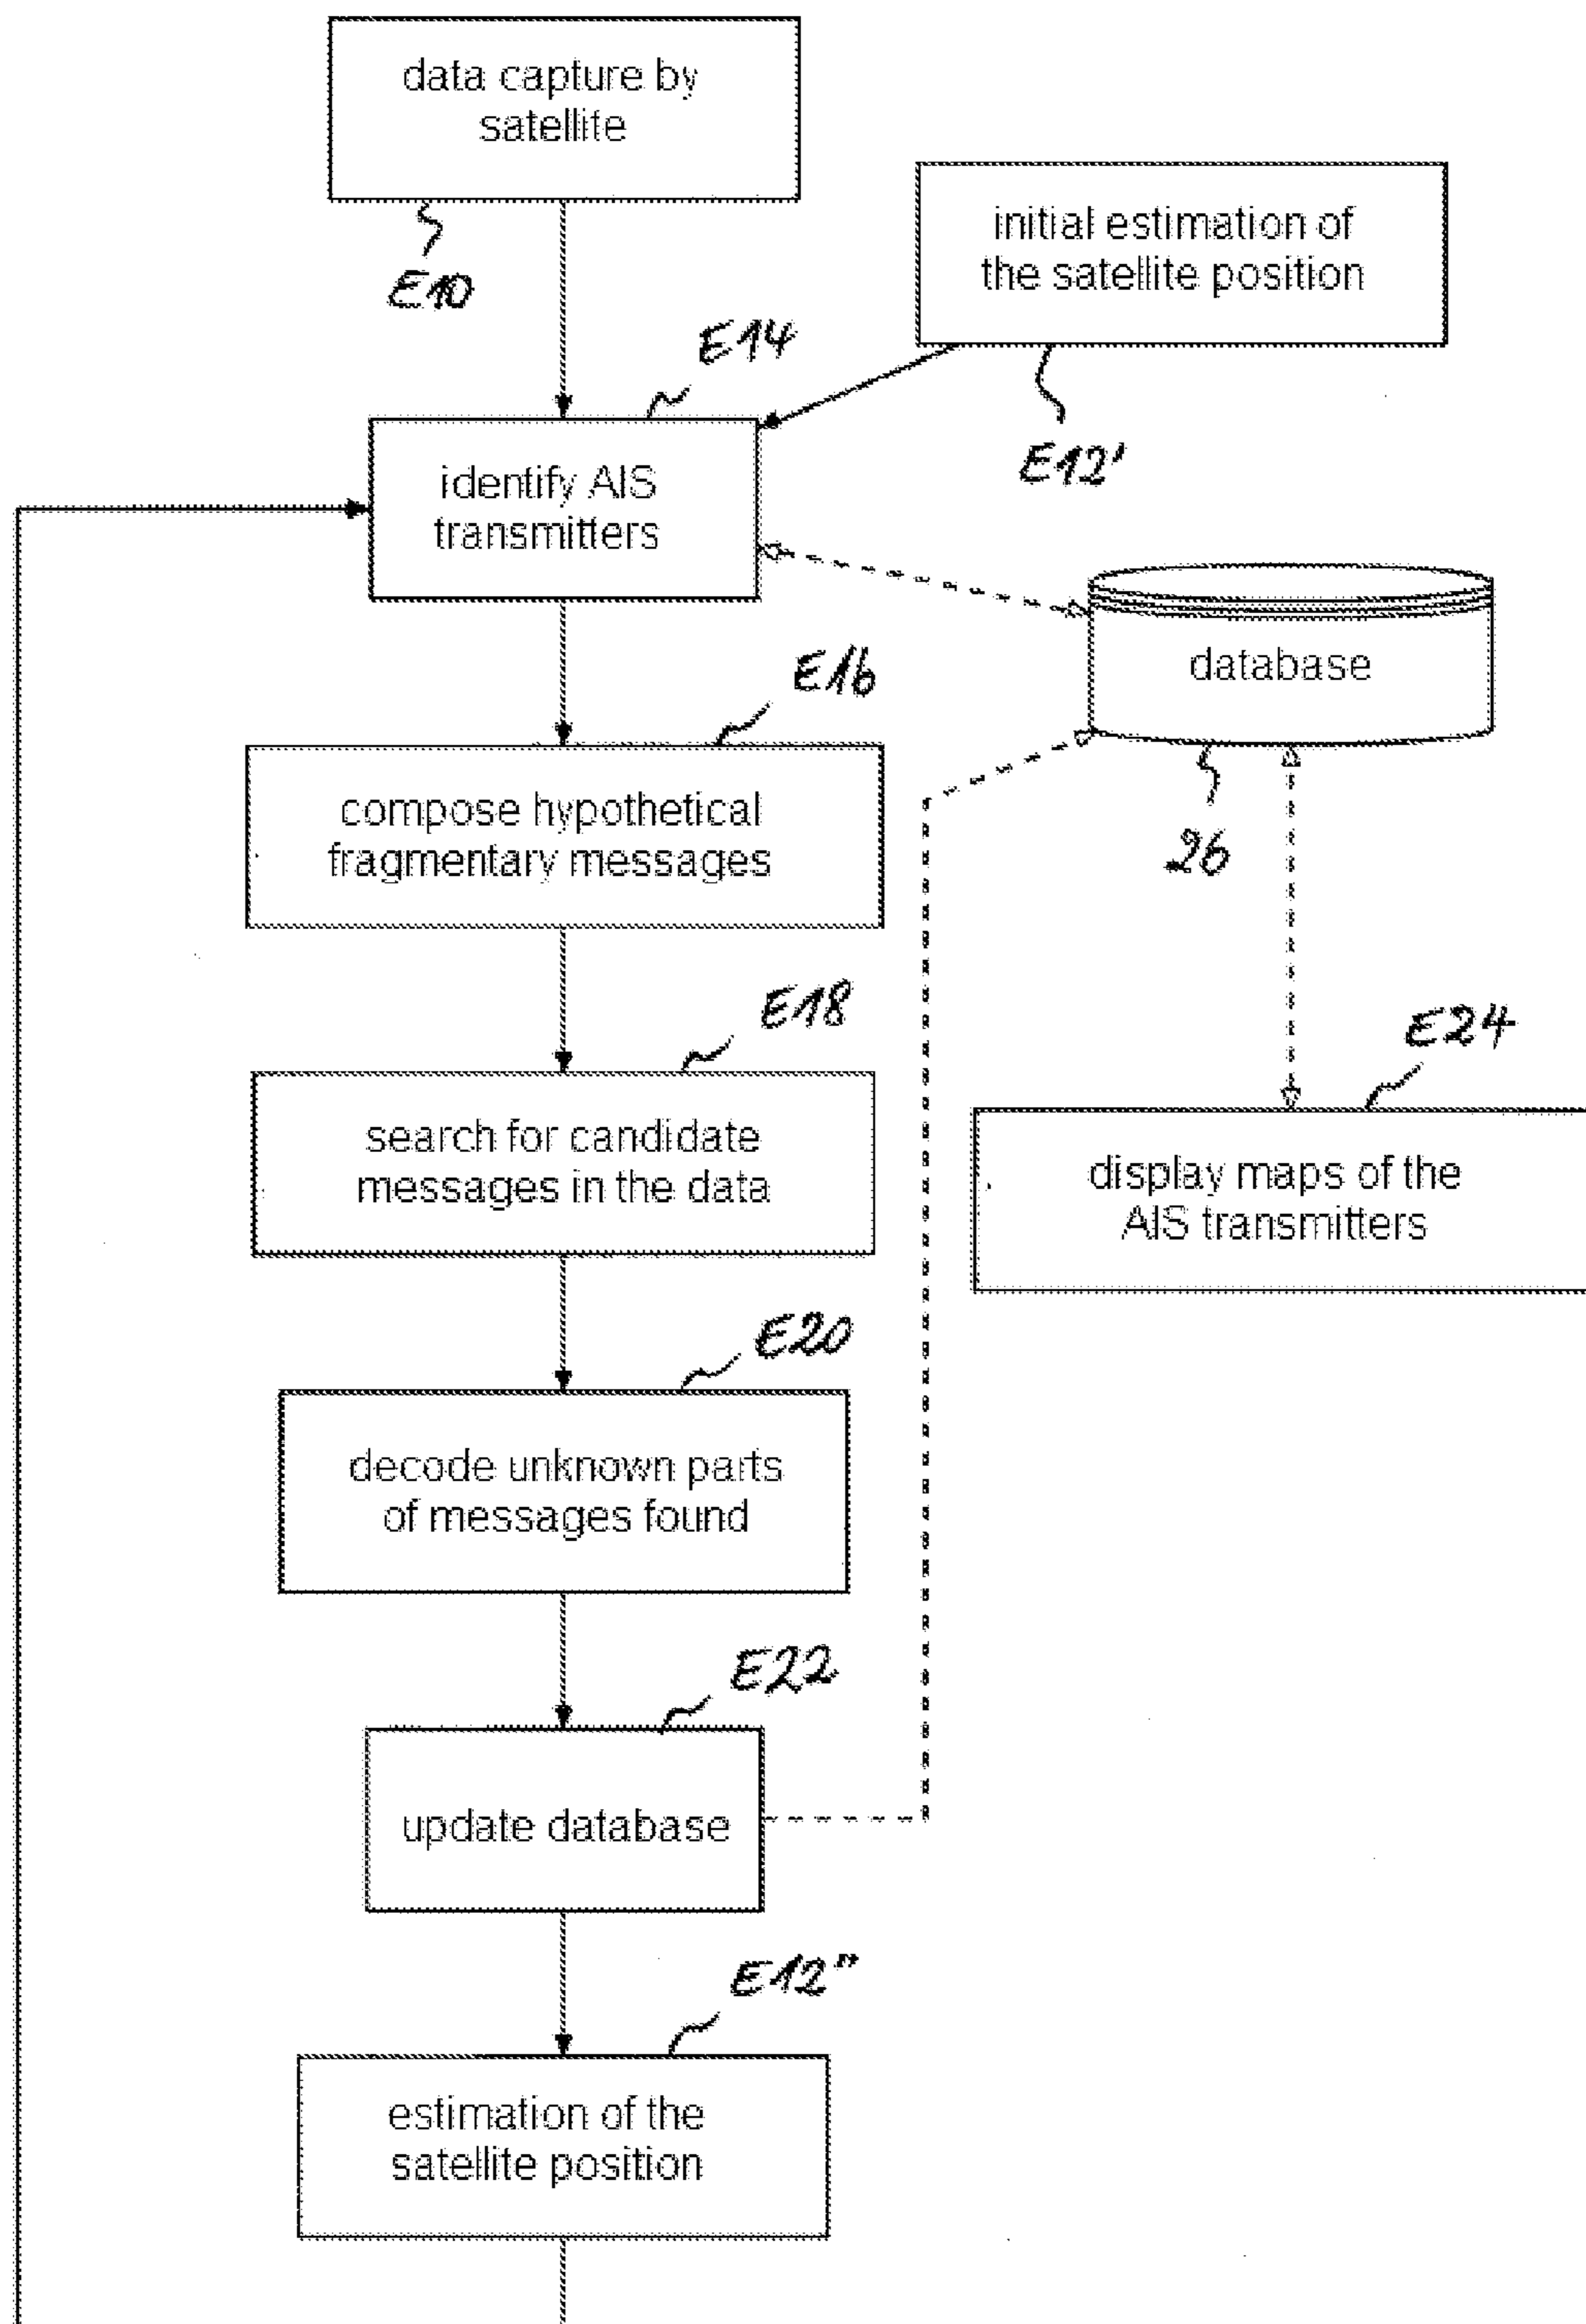 data capture by
satellite
E10
initial estimation of
the satellite position
E12'
E14
identify AIS
transmitters
database
26
E16
compose hypothetical
fragmentary messages
E18
search for candidate
messages in the data
E24
display maps of the
AIS transmitters
E20
decode unknown parts
of messages found
E22
update database
E12"
estimation of the
satellite position